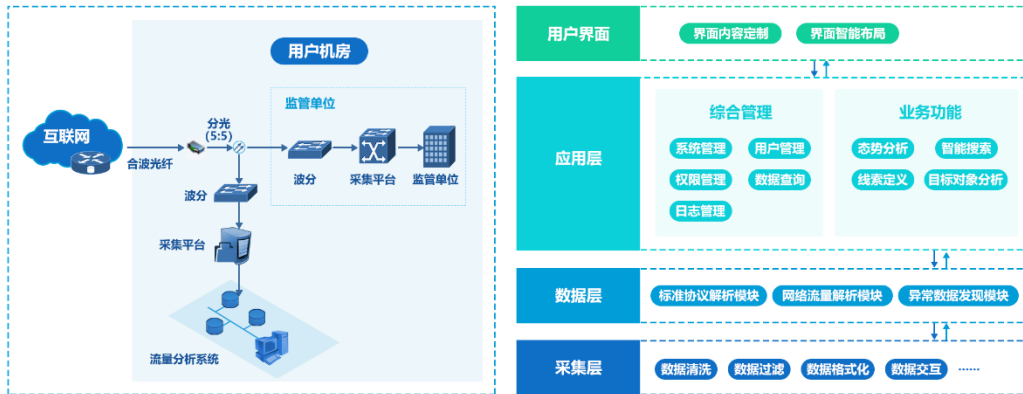 用户机房
互联网
合波光纤
分光
(5:5)
监管单位
波分
采集平台
监管单位
波分
采集平台
流量分析系统
用户界面
界面内容定制
界面智能布局
应用层
综合管理
系统管理
用户管理
权限管理
数据查询
日志管理
业务功能
态势分析
智能搜索
线索定义
目标对象分析
数据层
标准协议解析模块
网络流量解析模块
异常数据发现模块
采集层
数据清洗
数据过滤
数据格式化
数据交互
······